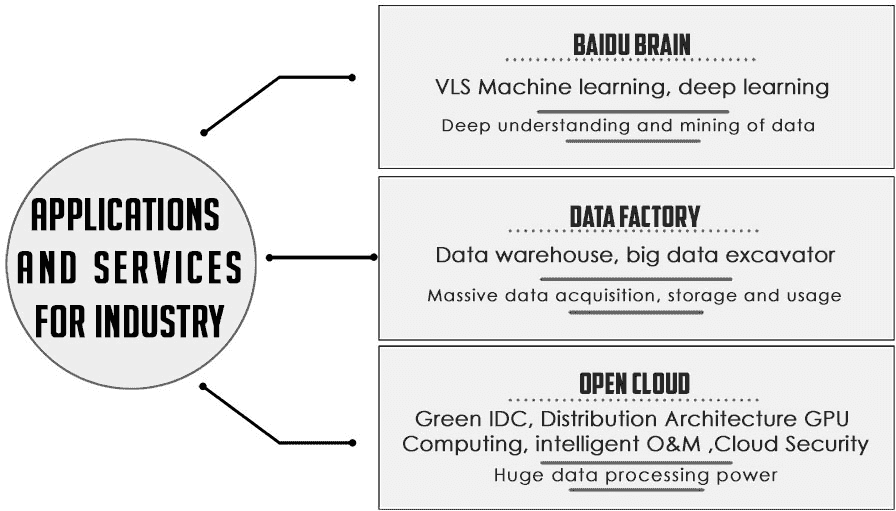 APPLICATIONS
AND SERVICES
FOR INDUSTRY
BAIDU BRAIN
VLS Machine learning, deep learning
Deep understanding and mining of data
DATA FACTORY
Data warehouse, big data excavator
Massive data acquisition, storage and usage
OPEN CLOUD
Green IDC, Distribution Architecture GPU
Computing, intelligent O&M ,Cloud Security
Huge data processing power